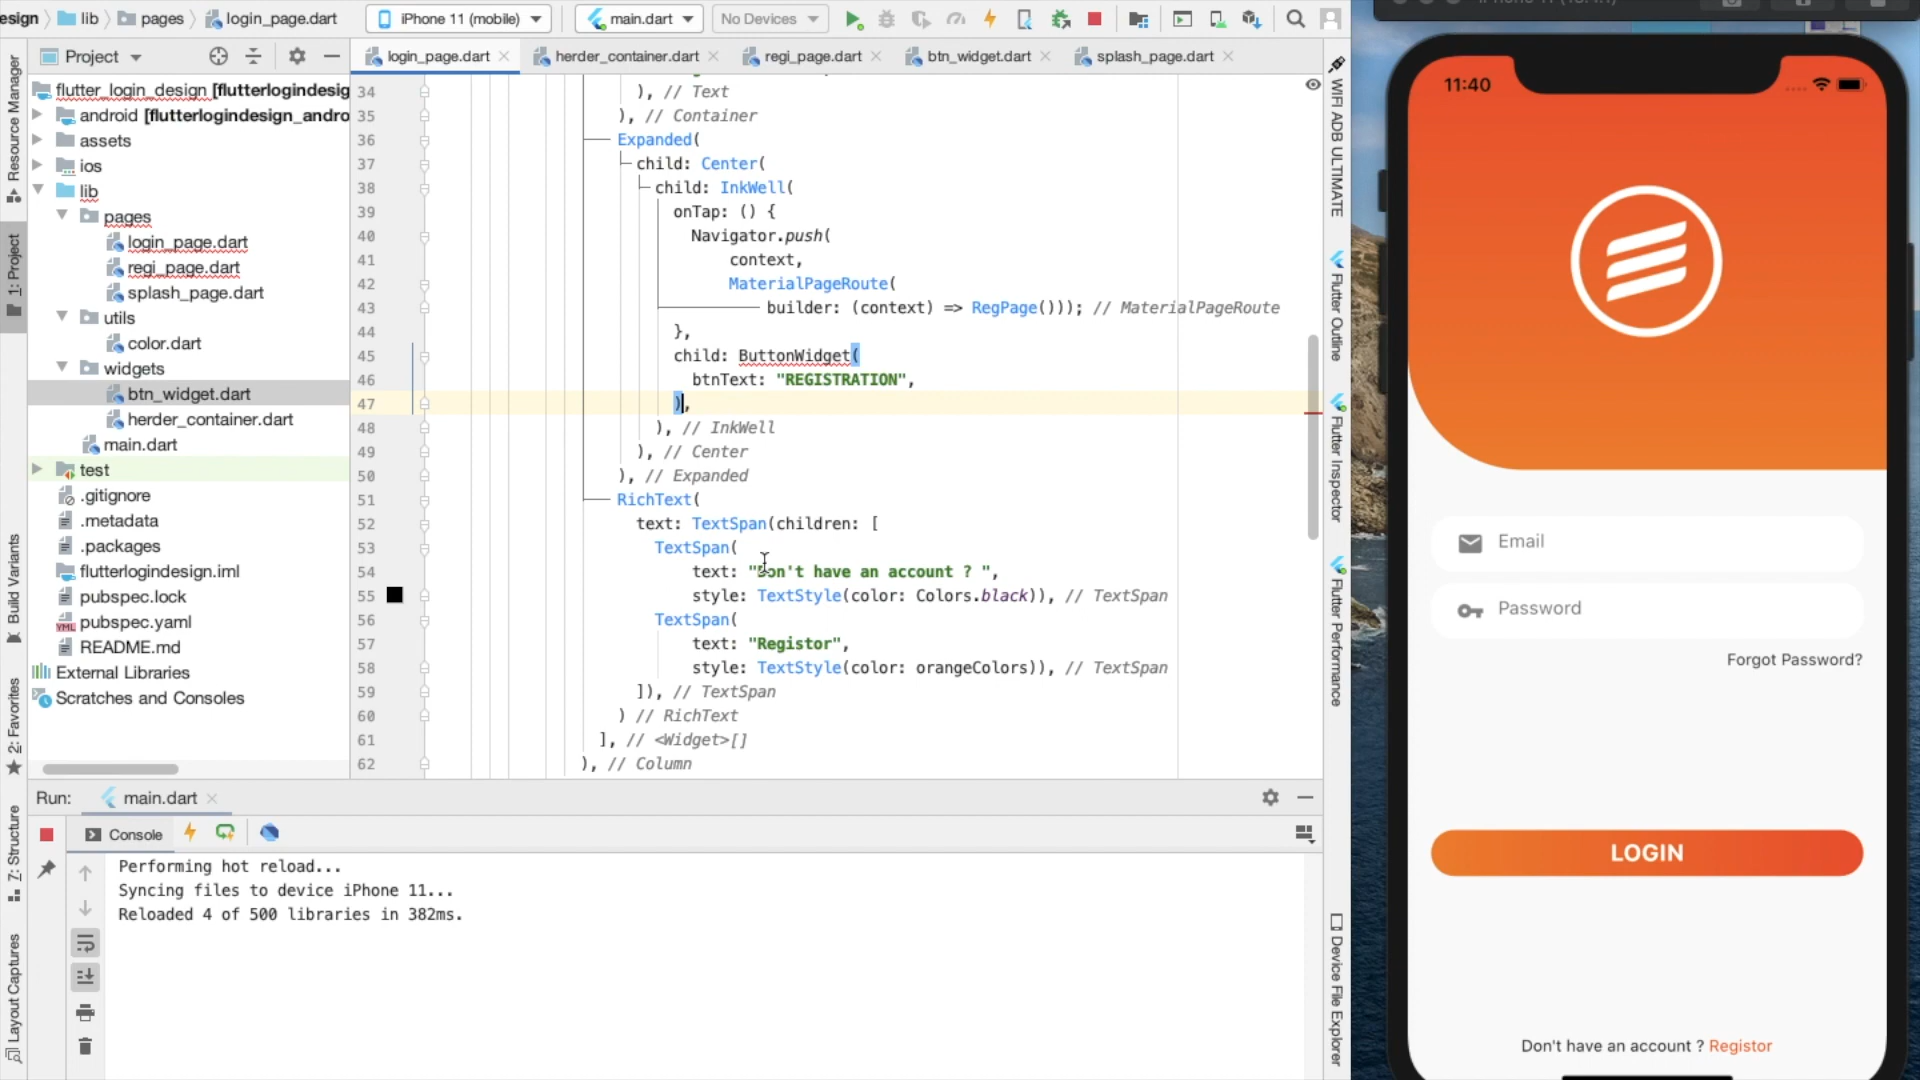 esign
lib
pages
login_page.dart
iPhone 11 (mobile)
main.dart
No Devices
Project
login_page.dart
herder_container.dart
regi_page.dart
btn_widget.dart
splash_page.dart
flutter_login_design [flutterlogindesig
android [flutterlogindesign_andro
assets
ios
lib
pages
login_page.dart
regi_page.dart
splash_page.dart
utils
color.dart
widgets
btn_widget.dart
herder_container.dart
main.dart
test
.gitignore
.metadata
.packages
flutterlogindesign.iml
pubspec.lock
pubspec.yaml
README.md
External Libraries
Scratches and Consoles
Resource Manager
1: Project
Build Variants
2: Favorites
7: Structure
Layout Captures
34 ), // Text
35 ), // Container
36 Expanded(
37 child: Center(
38 child: InkWell(
39 onTap: () {
40 Navigator.push(
41 context,
42 MaterialPageRoute(
43 builder: (context) => RegPage())); // MaterialPageRoute
44 },
45 child: ButtonWidget(
46 btnText: "REGISTRATION",
47 ),
48 ), // InkWell
49 ), // Center
50 ), // Expanded
51 RichText(
52 text: TextSpan(children: [
53 TextSpan(
54 text: "Don't have an account ? ",
55 style: TextStyle(color: Colors.black)), // TextSpan
56 TextSpan(
57 text: "Registor",
58 style: TextStyle(color: orangeColors)), // TextSpan
59 ]), // TextSpan
60 ) // RichText
61 ], // <Widget>[]
62 ), // Column
Run:
main.dart
Console
Performing hot reload...
Syncing files to device iPhone 11...
Reloaded 4 of 500 libraries in 382ms.
WIFI ADB ULTIMATE
Flutter Outline
Flutter Inspector
Flutter Performance
Device File Explorer
11:40
Email
Password
Forgot Password?
LOGIN
Don't have an account ? Registor